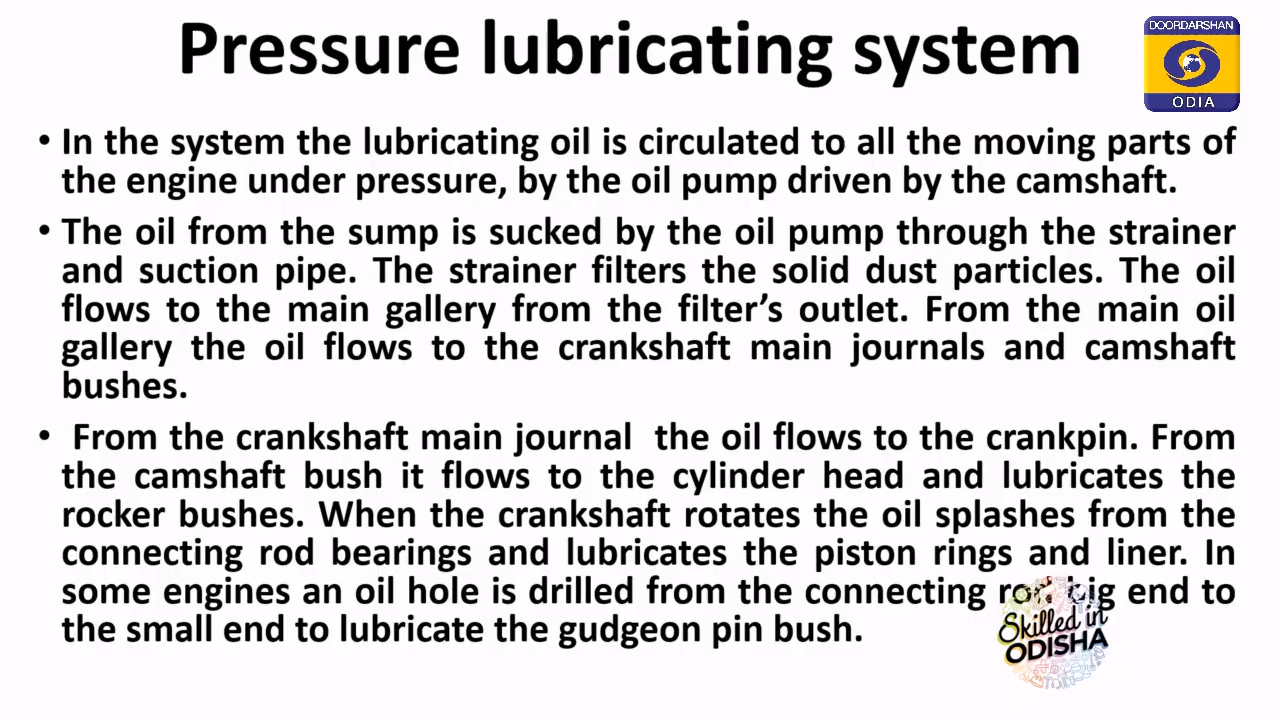 Pressure lubricating system
DOORDARSHAN
ODIA
• In the system the lubricating oil is circulated to all the moving parts of
the engine under pressure, by the oil pump driven by the camshaft.
• The oil from the sump is sucked by the oil pump through the strainer
and suction pipe. The strainer filters the solid dust particles. The oil
flows to the main gallery from the filter’s outlet. From the main oil
gallery the oil flows to the crankshaft main journals and camshaft
bushes.
• From the crankshaft main journal the oil flows to the crankpin. From
the camshaft bush it flows to the cylinder head and lubricates the
rocker bushes. When the crankshaft rotates the oil splashes from the
connecting rod bearings and lubricates the piston rings and liner. In
some engines an oil hole is drilled from the connecting rod big end to
the small end to lubricate the gudgeon pin bush.
Skilled in
ODISHA